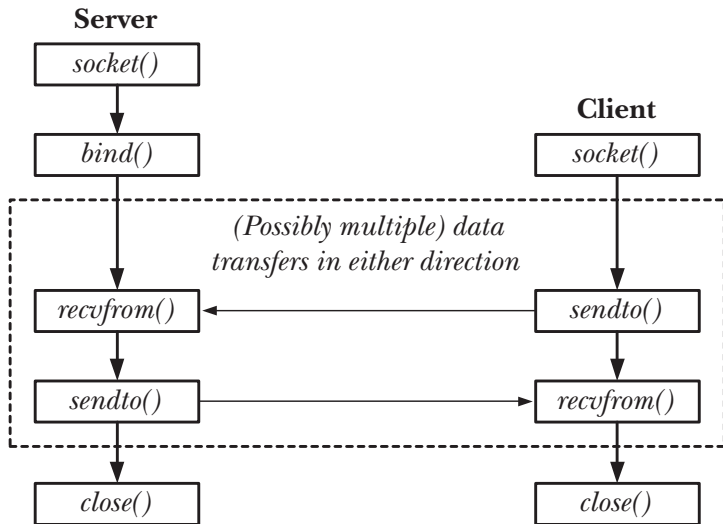 Server
socket()
Client
bind()
socket()
(Possibly multiple) data
transfers in either direction
recvfrom()
sendto()
sendto()
recvfrom()
close()
close()